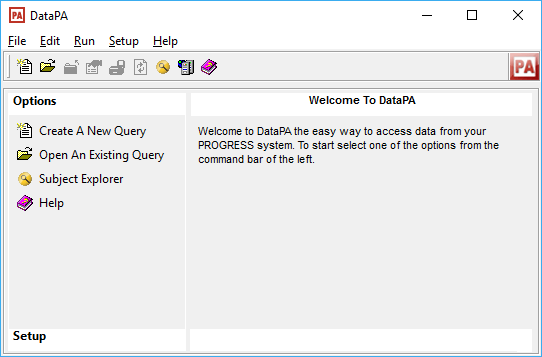 PA DataPA
File Edit Run Setup Help
PA
Options
Welcome To DataPA
Create A New Query
Open An Existing Query
Subject Explorer
Help
Welcome to DataPA the easy way to access data from your
PROGRESS system. To start select one of the options from the
command bar of the left.
Setup